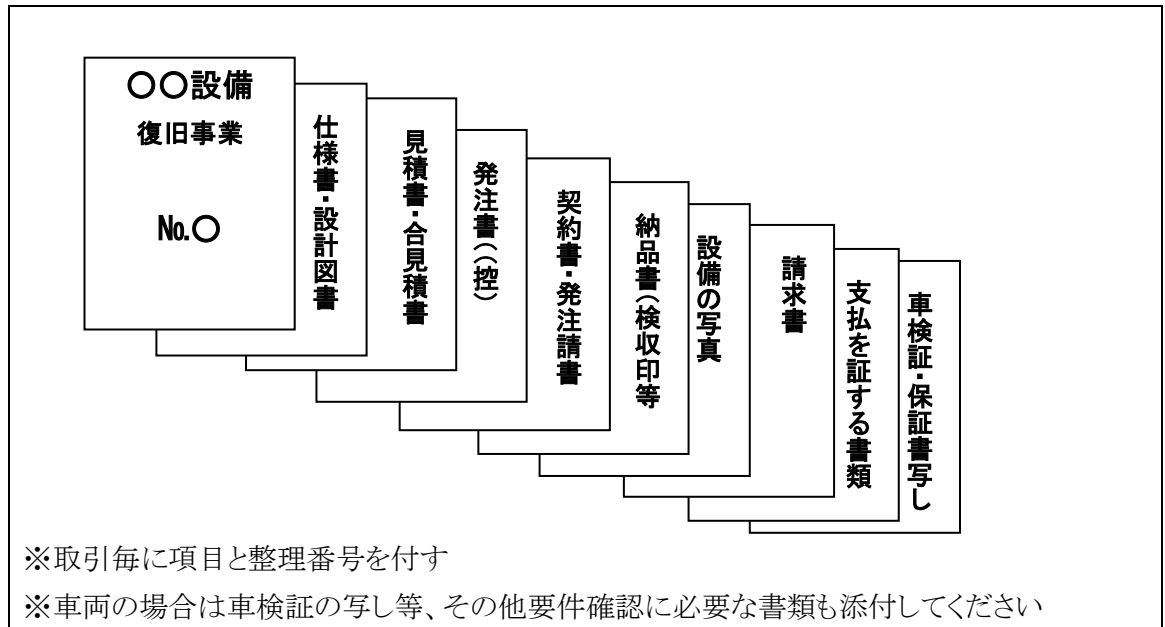 〇〇設備
復旧事業
№〇
仕様書・設計図書
見積書・合見積書
発注書((控)
契約書・発注請書
納品書(検収印等
設備の写真
請求書
支払を証する書類
車検証・保証書写し
※取引毎に項目と整理番号を付す
※車両の場合は車検証の写し等、その他要件確認に必要な書類も添付してください